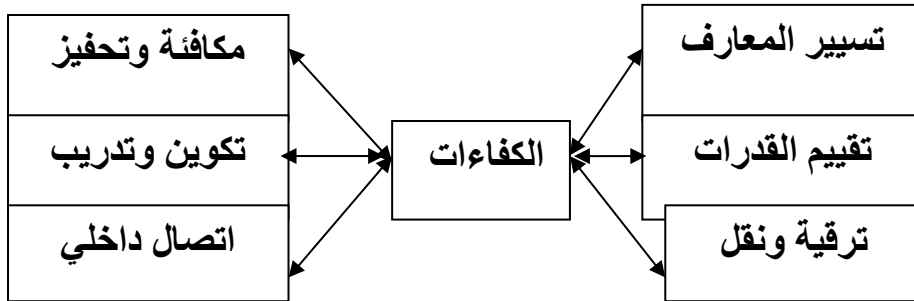 تسيير المعارف
مكافئة وتحفيز
الكفاءات
تقييم القدرات
تكوين وتدريب
ترقية ونقل
اتصال داخلي